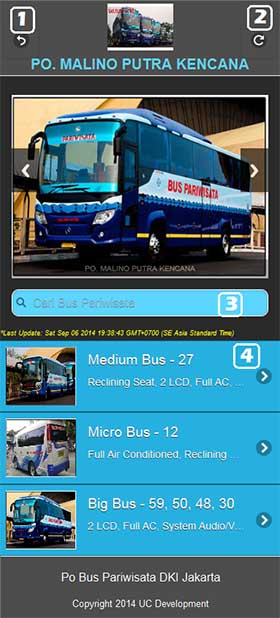 1
2
PO. MALINO PUTRA KENCANA
PARIWISATA
BUS PARIWISATA
PO. MALINO PUTRA KENCANA
Cari Bus Pariwisata
3
*Last Update: Sat Sep 06 2014 19:38:43 GMT+0700 (SE Asia Standard Time)
4
Medium Bus - 27
Reclining Seat, 2 LCD, Full AC, ...
Micro Bus - 12
Full Air Conditioned, Reclining ...
Big Bus - 59, 50, 48, 30
2 LCD, Full AC, System Audio/V...
Po Bus Pariwisata DKI Jakarta
Copyright 2014 UC Development